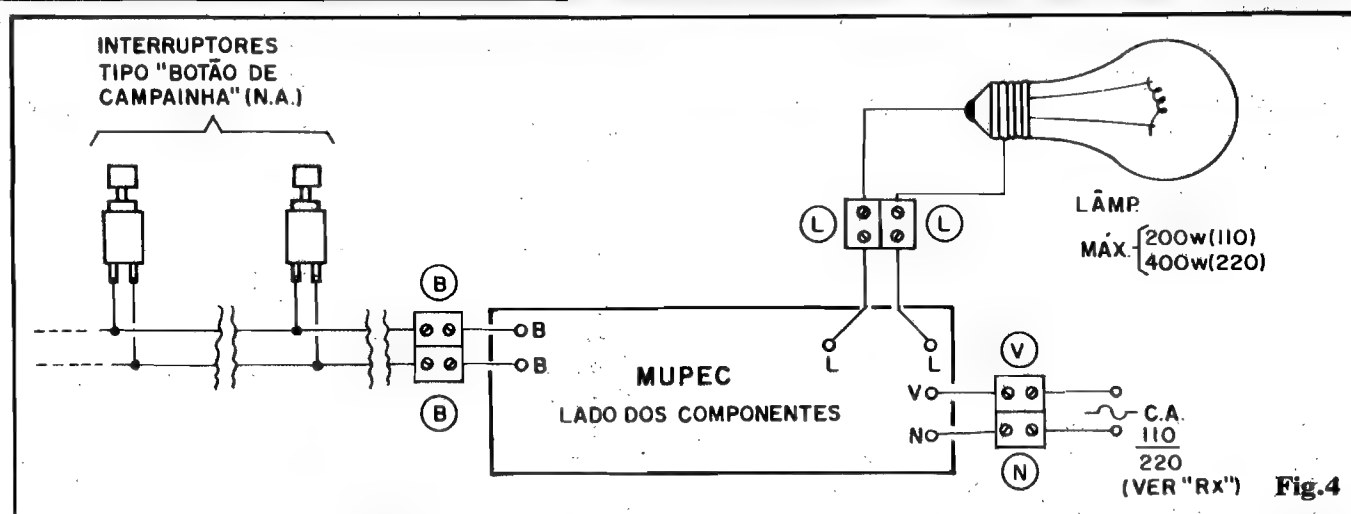 INTERRUPTORES
TIPO "BOTÃO DE
CAMPAINHA" (N.A.)
LÂMP.
MÁX. 200w(110)
400w(220)
L L
B
B
B
B
L L
MUPEC
LADO DOS COMPONENTES
V
N
V
N
C.A.
110
220
(VER "RX")
Fig.4